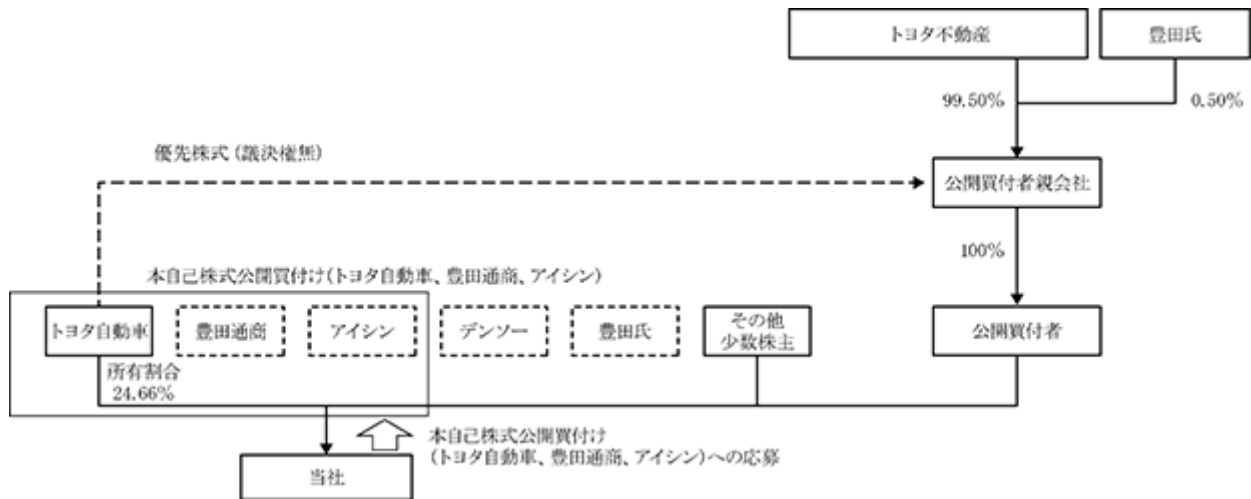 トヨタ不動産
豊田氏
99.50%
0.50%
優先株式(議決権無)
公開買付者親会社
100%
本自己株式公開買付け(トヨタ自動車、豊田通商、アイシン)
トヨタ自動車
豊田通商
アイシン
デンソー
豊田氏
その他
少数株主
公開買付者
所有割合
24.66%
本自己株式公開買付け
(トヨタ自動車、豊田通商、アイシン)への応募
当社